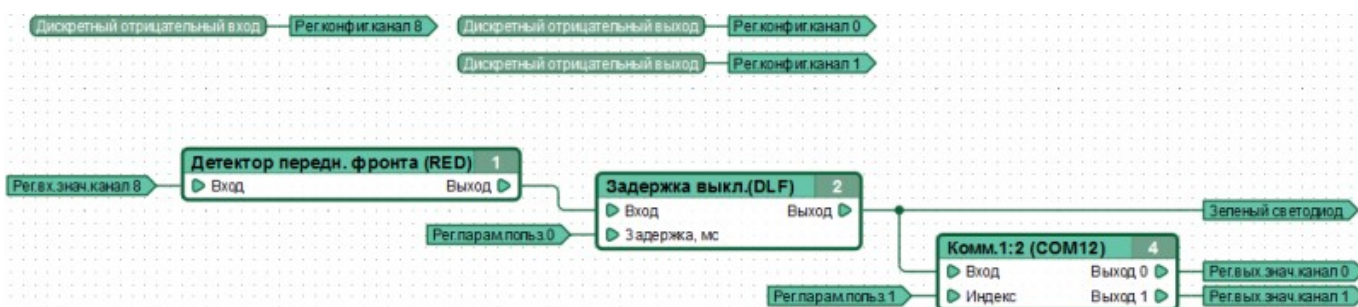 Дискретный отрицательный вход Рег.конфиг.канал 8 Дискретный отрицательный выход Рег.конфиг.канал 0
Дискретный отрицательный выход Рег.конфиг.канал 1
Детектор передн. фронта (RED) 1
Рег.вх.знач.канал 8 Вход Выход
Задержка выкл.(DLF) 2
Вход Выход Зеленый светодиод
Рег.парам.польз.0 Задержка, мс
Комм.1:2 (COM12) 4
Вход Выход 0 Рег.вых.знач.канал 0
Рег.парам.польз.1 Индекс Выход 1 Рег.вых.знач.канал 1